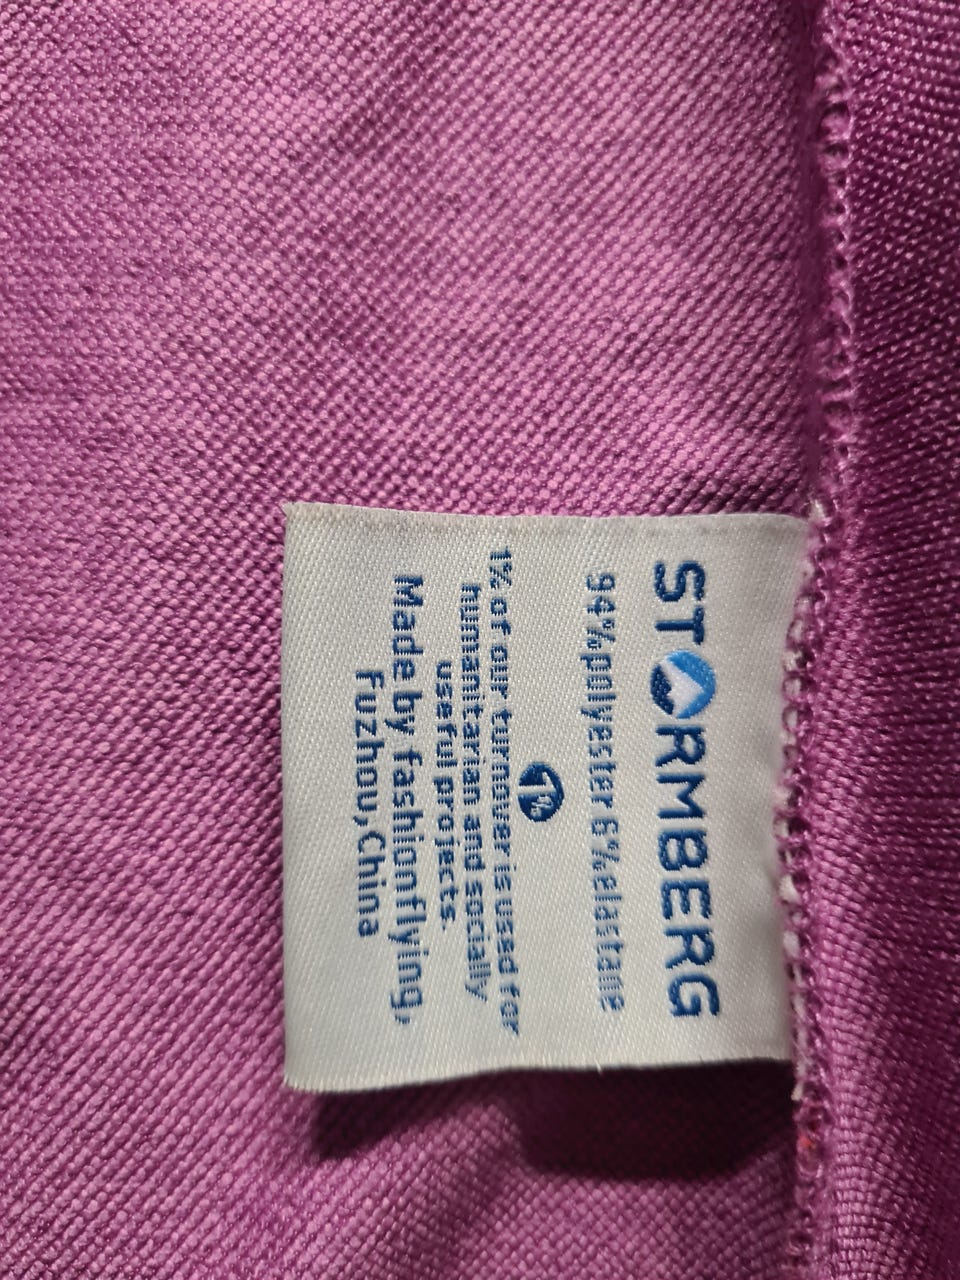 STORMBERG
94%polyester 6%elastane
1%
1% of our turnover is used for
humanitarian and socially
useful projects.
Made by fashionflying,
Fuzhou,China